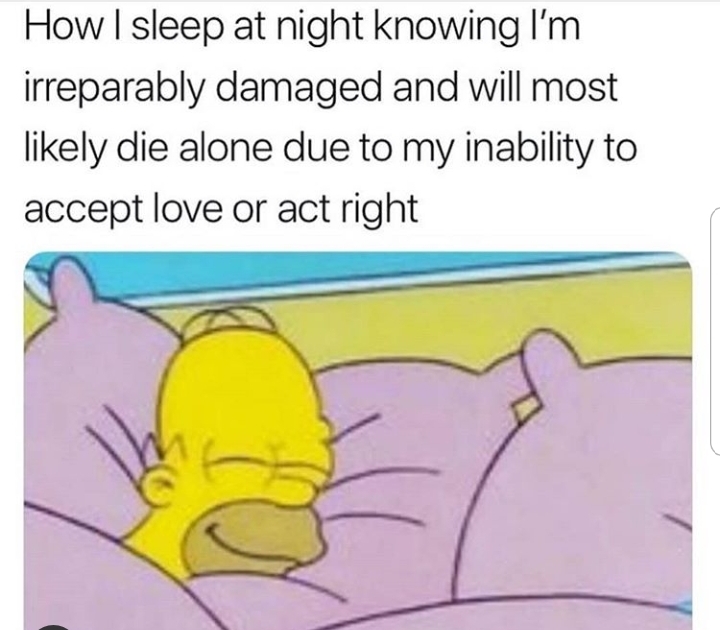 How I sleep at night knowing I'm
irreparably damaged and will most
likely die alone due to my inability to
accept love or act right